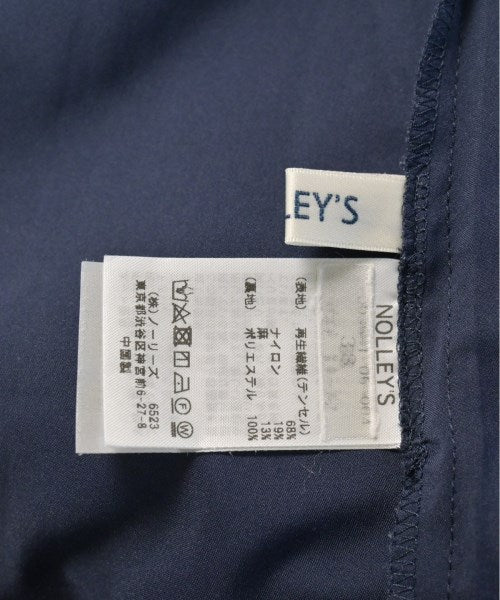 LLEY'S
NOLLEY'S
38
(表地) 再生繊維(テンセル) 68%
ナイロン 19%
麻 13%
(裏地) ポリエステル 100%
(株)ノーリーズ 6523
東京都渋谷区神宮前6-27-8
中国製